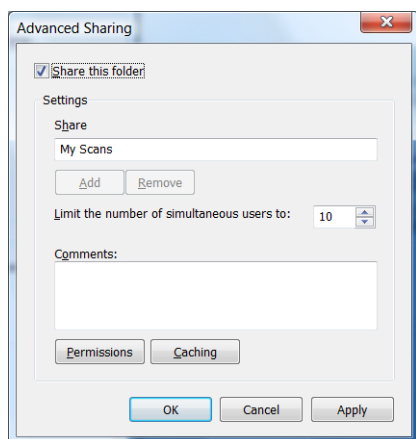 Advanced Sharing
Share this folder
Settings
Share
My Scans
Add Remove
Limit the number of simultaneous users to: 10
Comments:
Permissions Caching
OK Cancel Apply